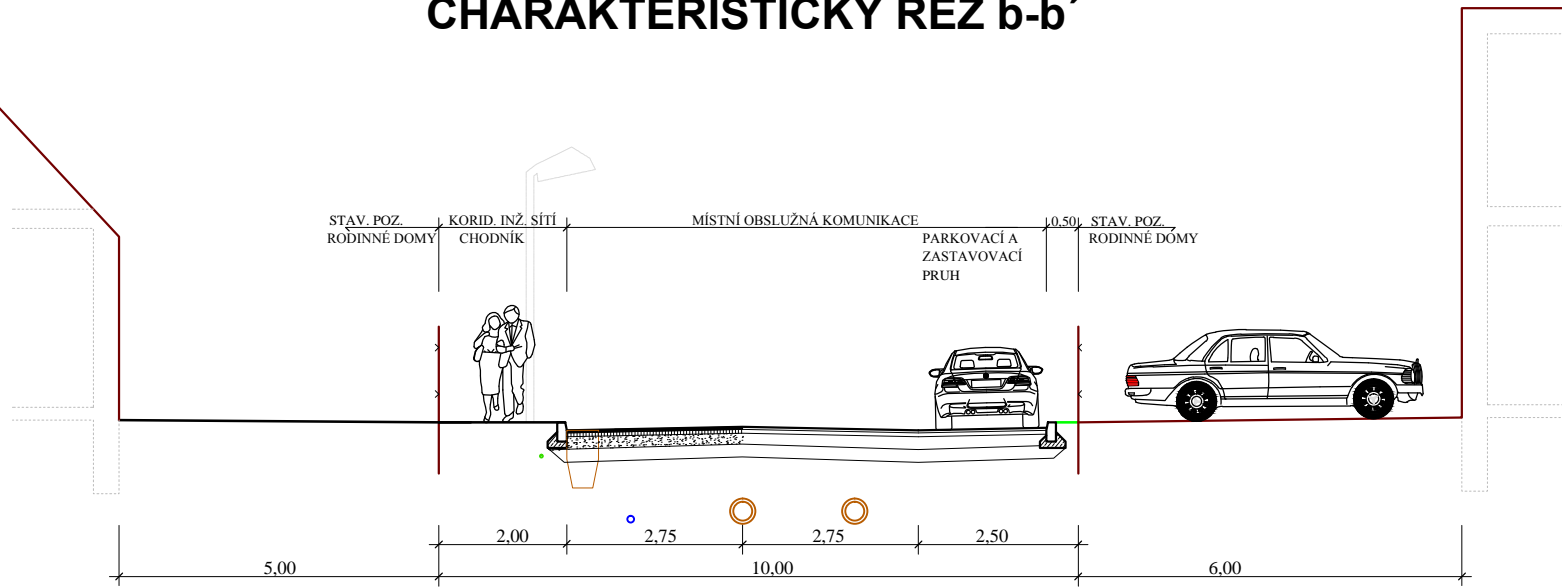 CHARAKTERISTICKÝ ŘEZ b-b´
STAV. POZ.
RODINNÉ DOMY
KORID. INŽ. SÍTÍ
CHODNÍK
MÍSTNÍ OBSLUŽNÁ KOMUNIKACE
PARKOVACÍ A
ZASTAVOVACÍ
PRUH
0,50
STAV. POZ.
RODINNÉ DOMY
2,00
2,75
2,75
2,50
5,00
10,00
6,00